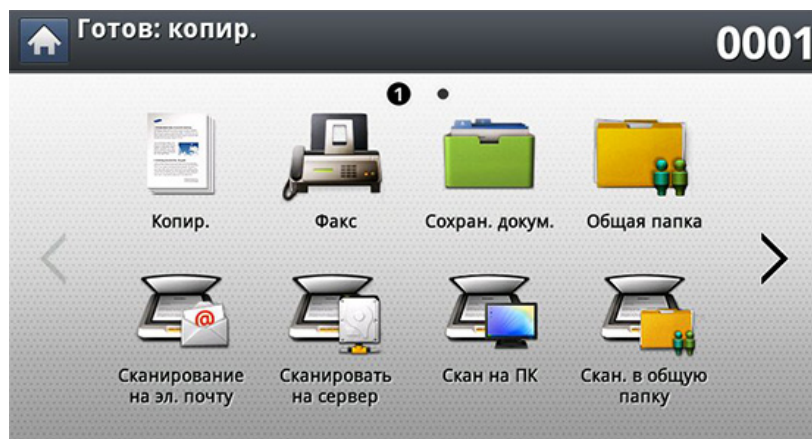 Готов: копир.
0001
1
Копир.
Факс
Сохран. докум.
Общая папка
@
Сканирование
на эл. почту
Сканировать
на сервер
Скан на ПК
Скан. в общую
папку